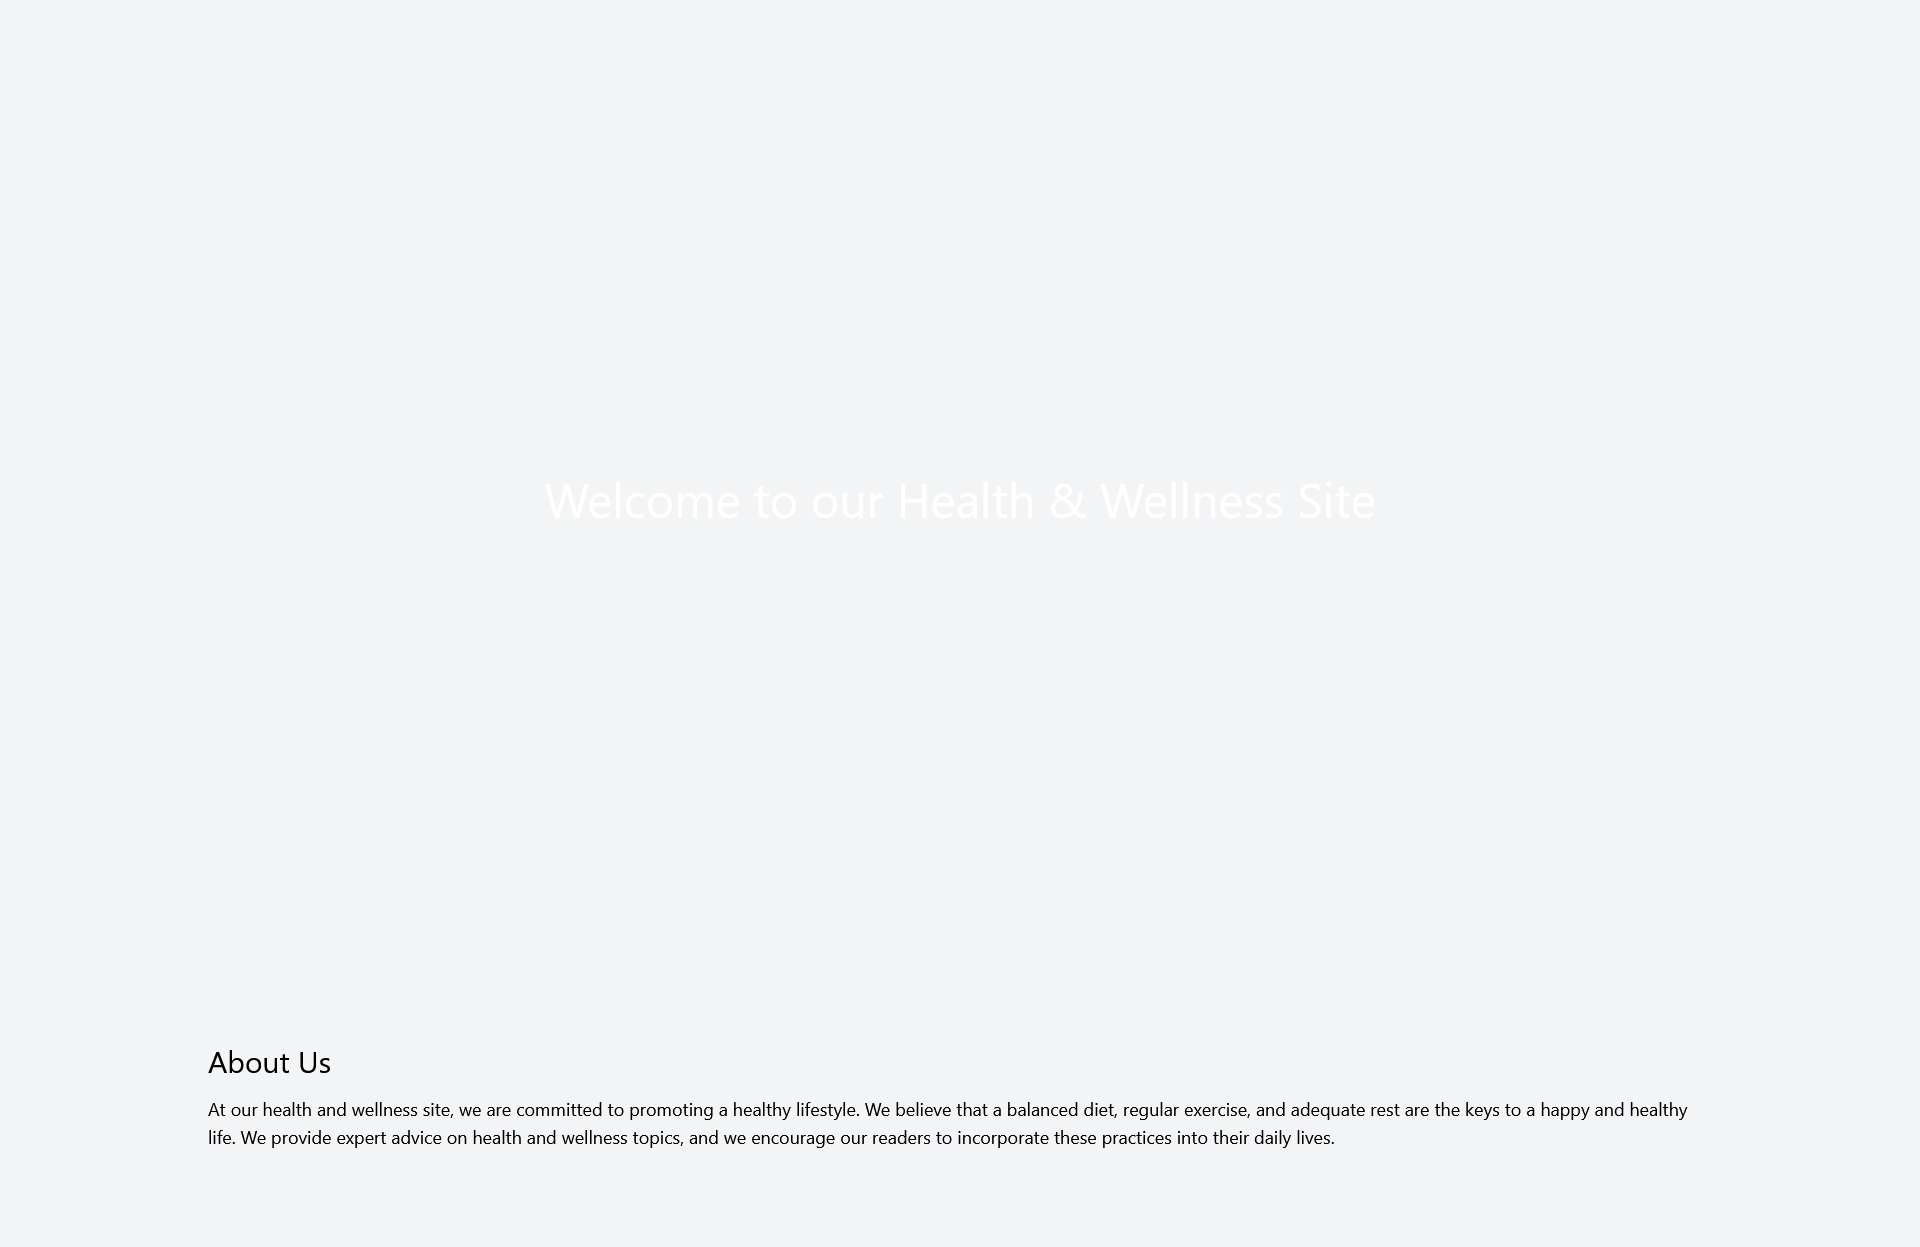 Welcome to our Health & Wellness Site
About Us
At our health and wellness site, we are committed to promoting a healthy lifestyle. We believe that a balanced diet, regular exercise, and adequate rest are the keys to a happy and healthy
life. We provide expert advice on health and wellness topics, and we encourage our readers to incorporate these practices into their daily lives.